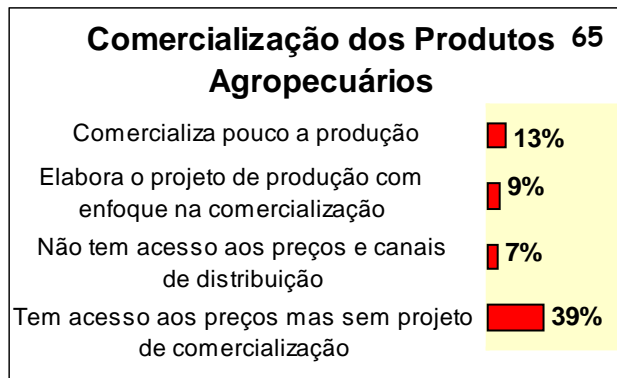 Comercialização dos Produtos 65
Agropecuários
Comercializa pouco a produção
13%
Elabora o projeto de produção com
enfoque na comercialização
9%
Não tem acesso aos preços e canais
de distribuição
7%
Tem acesso aos preços mas sem projeto
de comercialização
39%